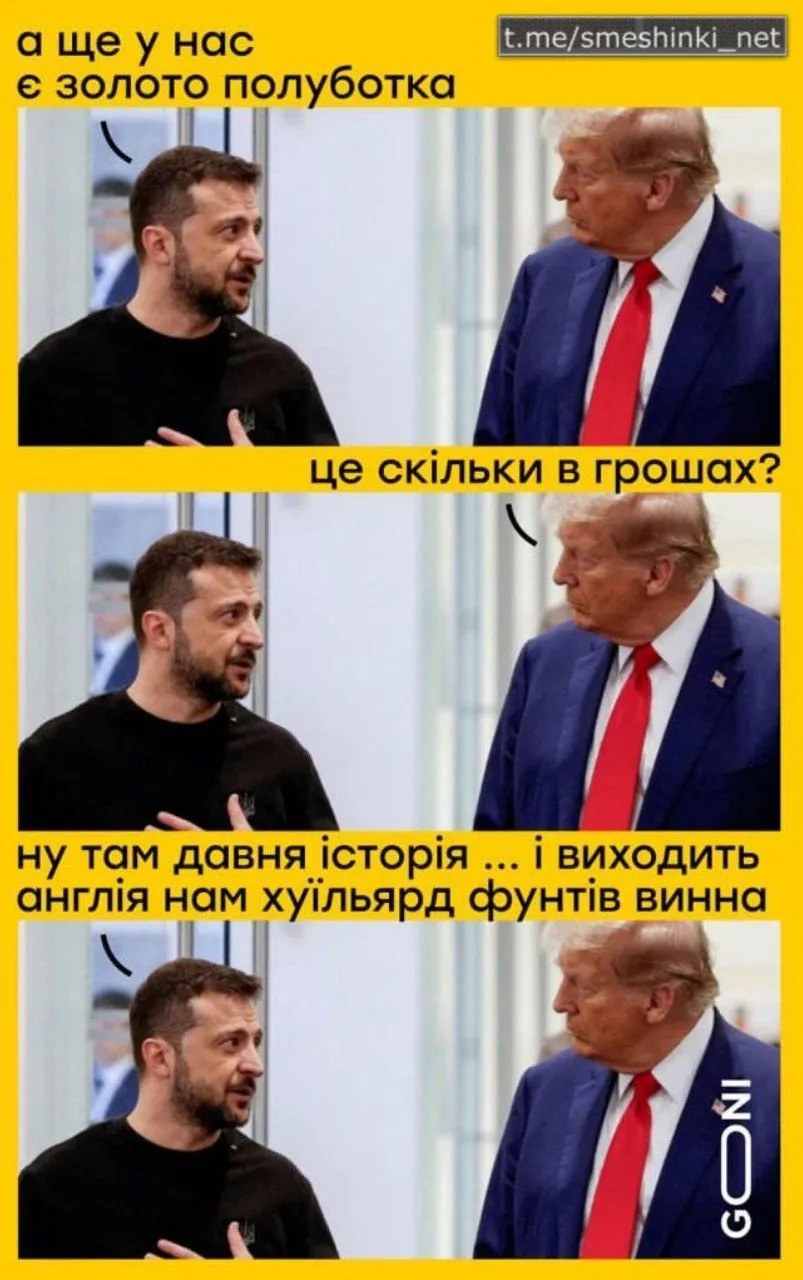 t.me/smeshinki_net
а ще у нас
є золото полуботка
це скільки в грошах?
ну там давня історія ... і виходить
англія нам хуїльярд фунтів винна
GONI